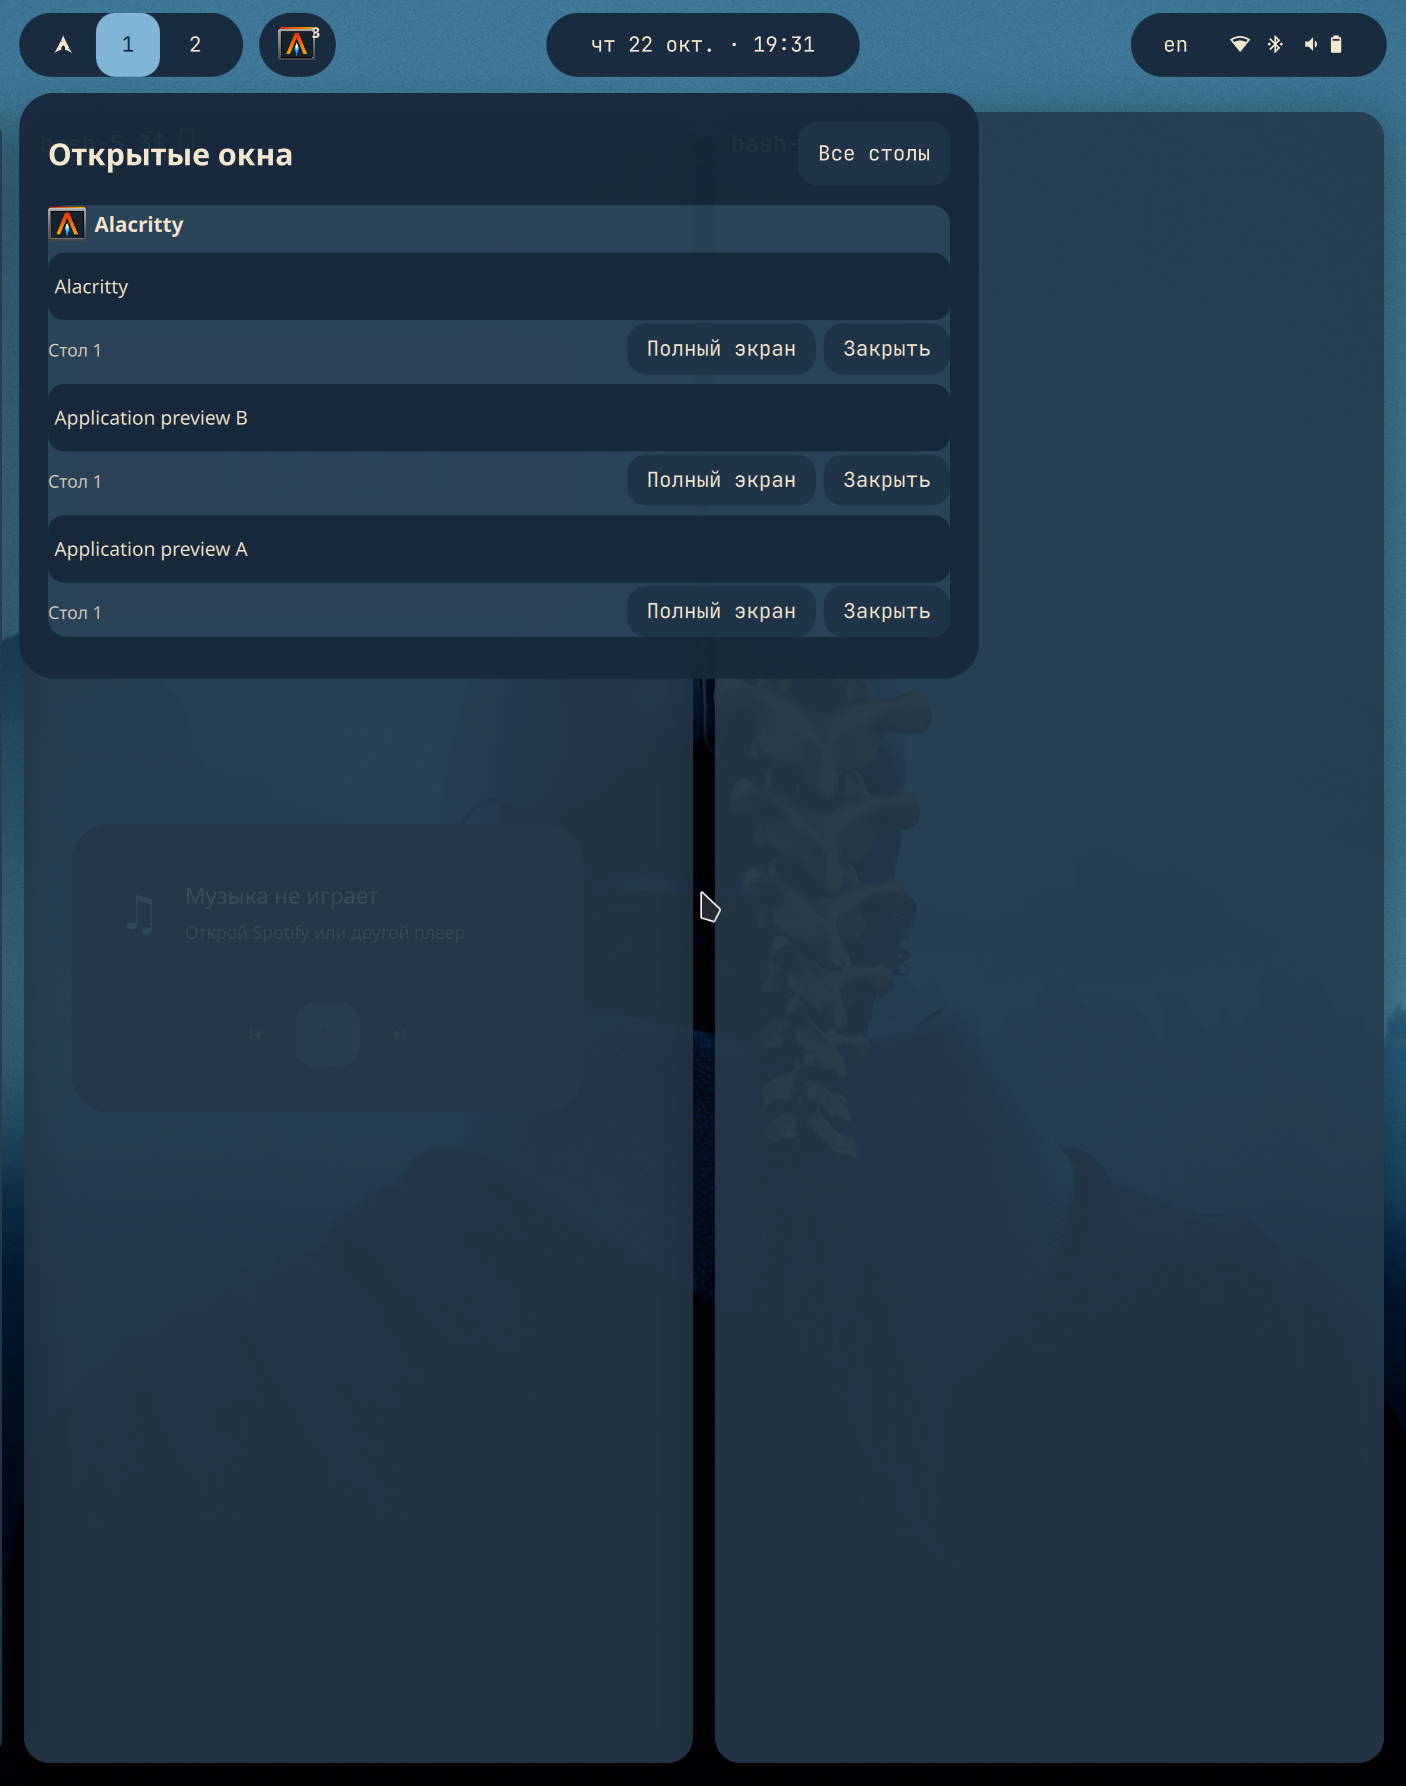 1 2 3 чт 22 окт. · 19:31 en
Открытые окна Все столы
Alacritty
Alacritty
Стол 1 Полный экран Закрыть
Application preview B
Стол 1 Полный экран Закрыть
Application preview A
Стол 1 Полный экран Закрыть
Музыка не играет
Открой Spotify или другой плеер